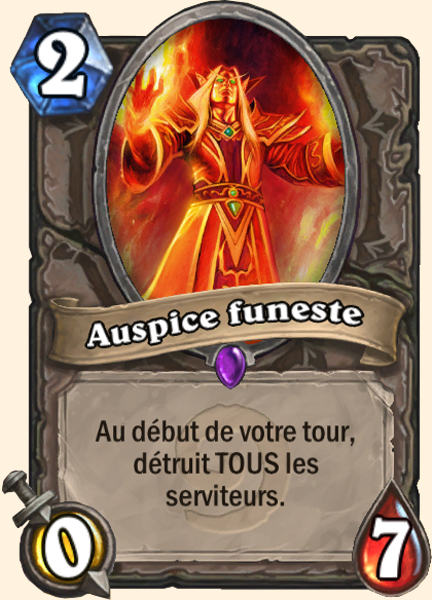 2
Auspice funeste
Au début de votre tour,
détruit TOUS les
serviteurs.
0
7